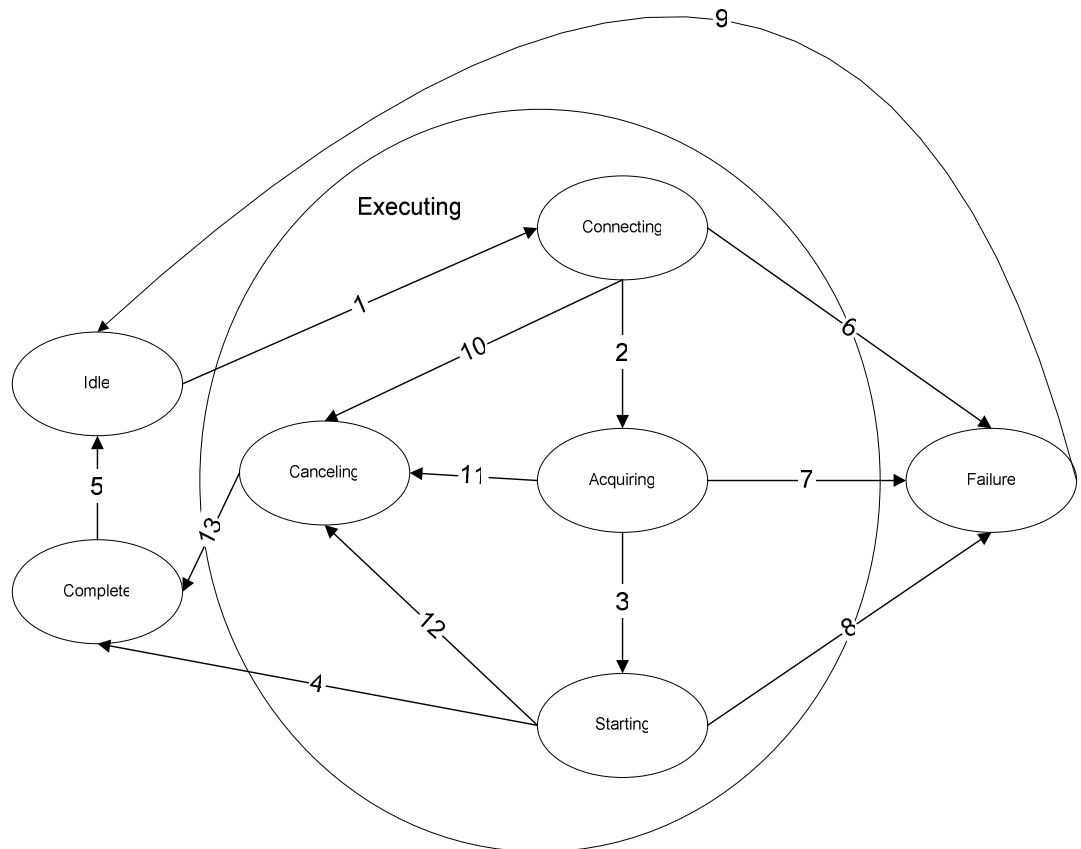 9
Executing
Connecting
1
6
10
2
Idle
Canceling
11
Acquiring
7
Failure
5
13
Complete
3
12
8
4
Starting